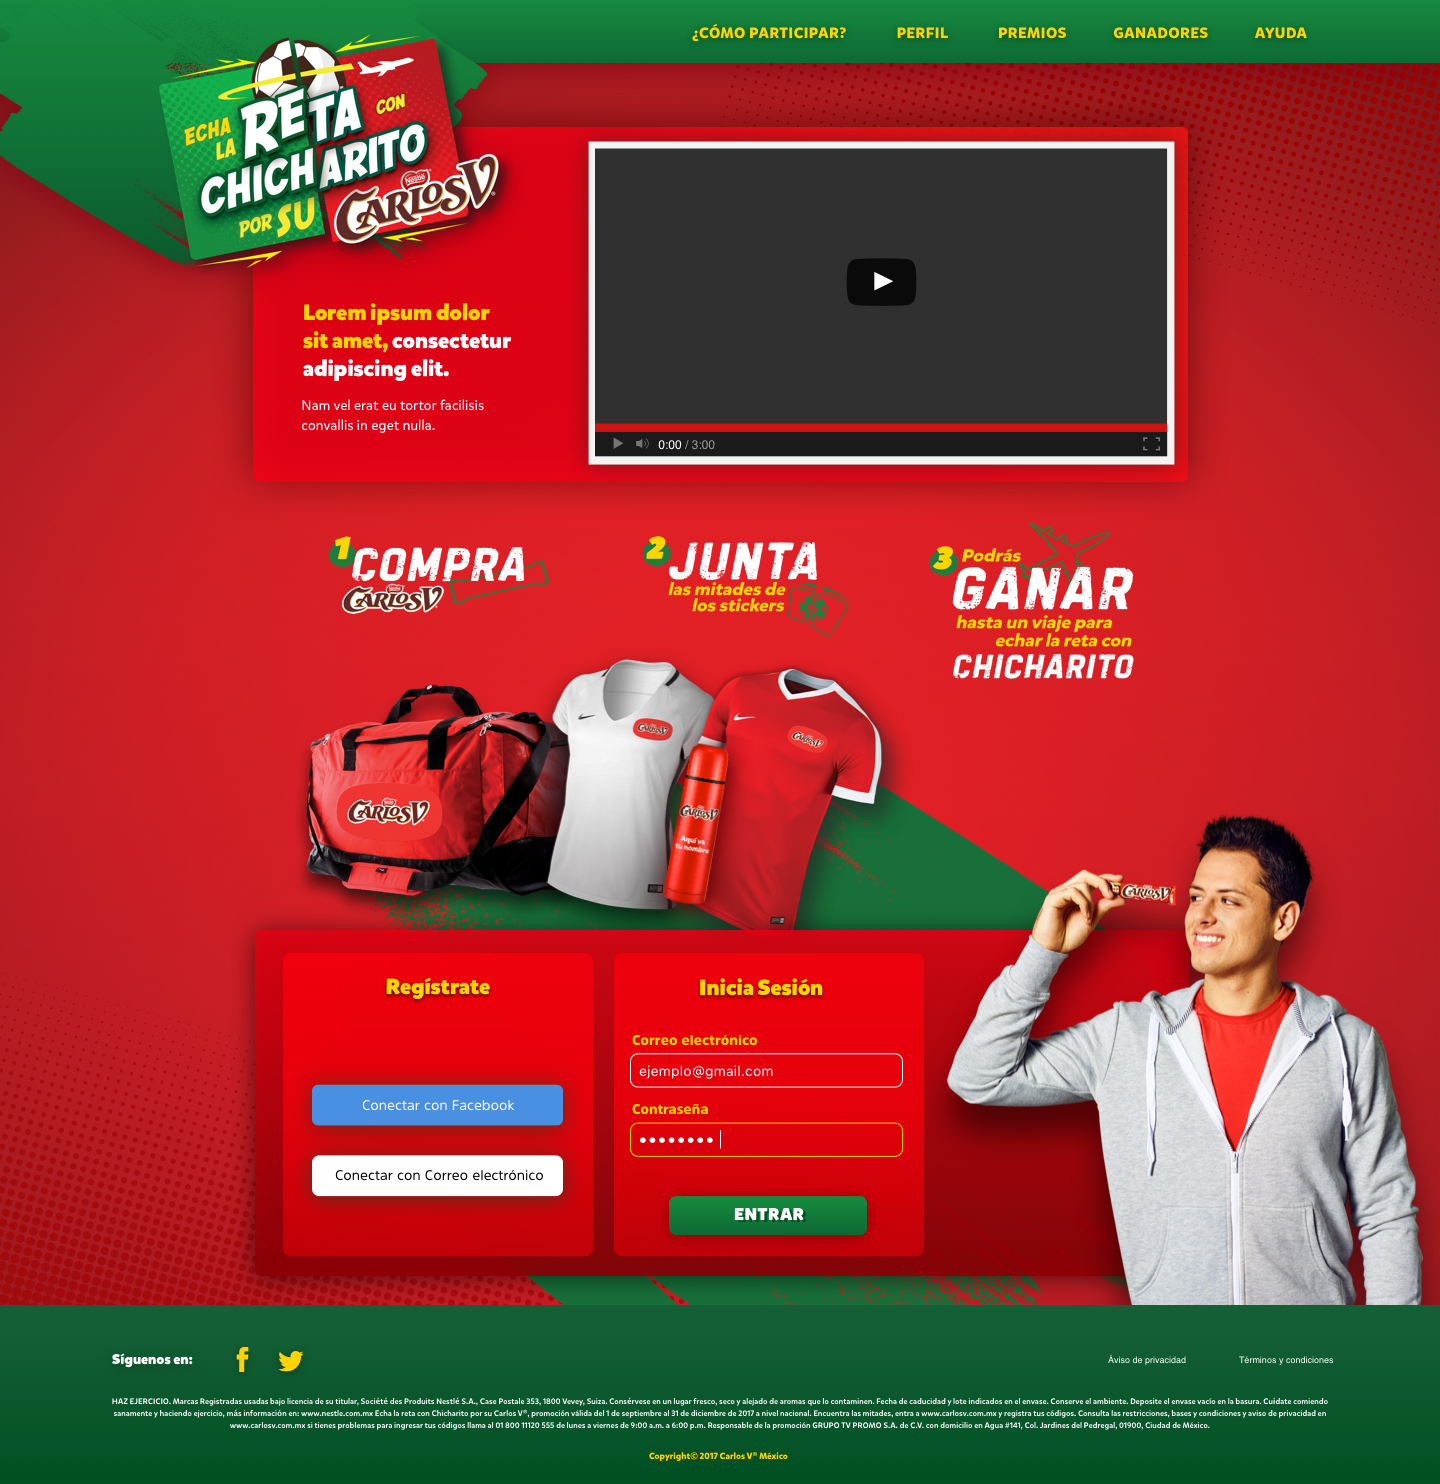 ¿CÓMO PARTICIPAR? PERFIL PREMIOS GANADORES AYUDA
ECHA LA RETA CON
CHICHARITO
POR SU Nestlé CARLOS V®
Lorem ipsum dolor
sit amet, consectetur
adipiscing elit.
Nam vel erat eu tortor facilisis
convallis in eget nulla.
0:00 / 3:00
1 COMPRA
Nestlé CARLOS V
2 JUNTA
las mitades de
los stickers
3 Podrás
GANAR
hasta un viaje para
echar la reta con
CHICHARITO
CARLOS V
CARLOS V
CARLOS V
CARLOS V
Aquí va
tu nombre
CARLOS V
Regístrate
Conectar con Facebook
Conectar con Correo electrónico
Inicia Sesión
Correo electrónico
ejemplo@gmail.com
Contraseña
••••••••
ENTRAR
Síguenos en:
Áviso de privacidad Términos y condiciones
HAZ EJERCICIO. Marcas Registradas usadas bajo licencia de su titular, Société des Produits Nestlé S.A., Case Postale 353, 1800 Vevey, Suiza. Consérvese en un lugar fresco, seco y alejado de aromas que lo contaminen. Fecha de caducidad y lote indicados en el envase. Conserve el ambiente. Deposite el envase vacío en la basura. Cuídate comiendo
sanamente y haciendo ejercicio, más información en: www.nestle.com.mx Echa la reta con Chicharito por su Carlos V®, promoción válida del 1 de septiembre al 31 de diciembre de 2017 a nivel nacional. Encuentra las mitades, entra a www.carlosv.com.mx y registra tus códigos. Consulta las restricciones, bases y condiciones y aviso de privacidad en
www.carlosv.com.mx si tienes problemas para ingresar tus códigos llama al 01 800 11120 555 de lunes a viernes de 9:00 a.m. a 6:00 p.m. Responsable de la promoción GRUPO TV PROMO S.A. de C.V. con domicilio en Agua #141, Col. Jardines del Pedregal, 01900, Ciudad de México.
Copyright© 2017 Carlos V® México